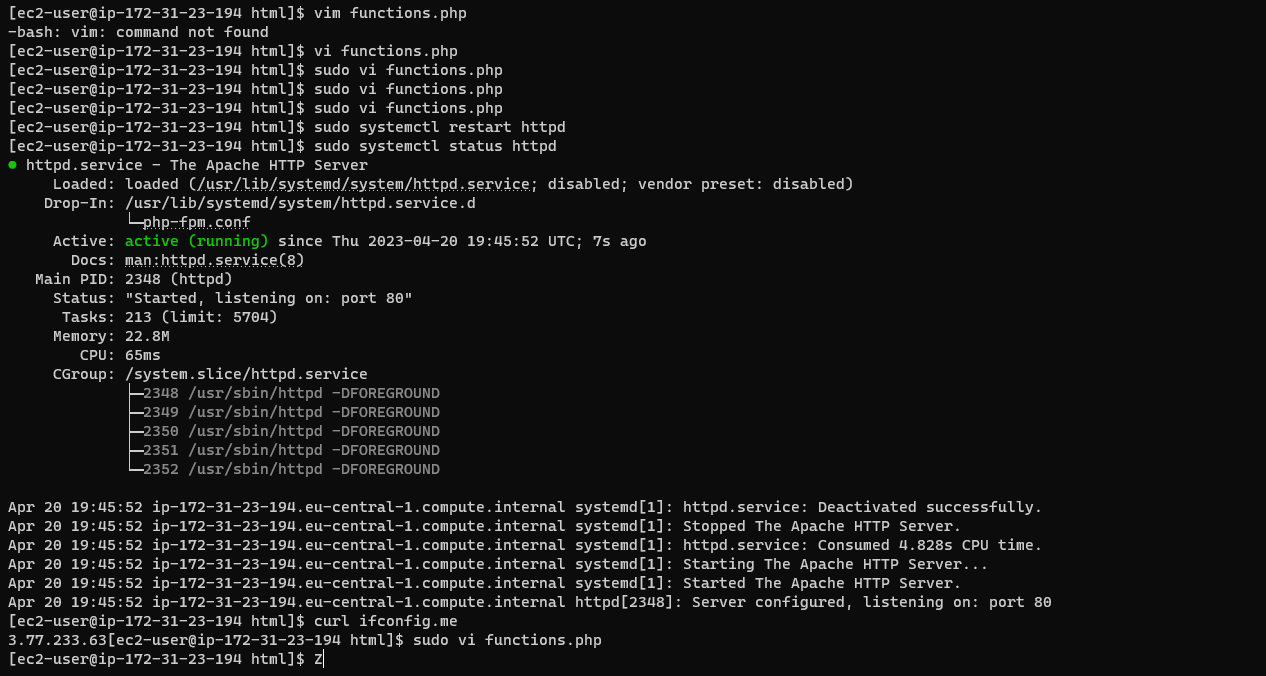 [ec2-user@ip-172-31-23-194 html]$ vim functions.php
-bash: vim: command not found
[ec2-user@ip-172-31-23-194 html]$ vi functions.php
[ec2-user@ip-172-31-23-194 html]$ sudo vi functions.php
[ec2-user@ip-172-31-23-194 html]$ sudo vi functions.php
[ec2-user@ip-172-31-23-194 html]$ sudo vi functions.php
[ec2-user@ip-172-31-23-194 html]$ sudo systemctl restart httpd
[ec2-user@ip-172-31-23-194 html]$ sudo systemctl status httpd
● httpd.service - The Apache HTTP Server
     Loaded: loaded (/usr/lib/systemd/system/httpd.service; disabled; vendor preset: disabled)
    Drop-In: /usr/lib/systemd/system/httpd.service.d
             └─php-fpm.conf
     Active: active (running) since Thu 2023-04-20 19:45:52 UTC; 7s ago
       Docs: man:httpd.service(8)
   Main PID: 2348 (httpd)
     Status: "Started, listening on: port 80"
      Tasks: 213 (limit: 5704)
     Memory: 22.8M
        CPU: 65ms
     CGroup: /system.slice/httpd.service
             ├─2348 /usr/sbin/httpd -DFOREGROUND
             ├─2349 /usr/sbin/httpd -DFOREGROUND
             ├─2350 /usr/sbin/httpd -DFOREGROUND
             ├─2351 /usr/sbin/httpd -DFOREGROUND
             └─2352 /usr/sbin/httpd -DFOREGROUND

Apr 20 19:45:52 ip-172-31-23-194.eu-central-1.compute.internal systemd[1]: httpd.service: Deactivated successfully.
Apr 20 19:45:52 ip-172-31-23-194.eu-central-1.compute.internal systemd[1]: Stopped The Apache HTTP Server.
Apr 20 19:45:52 ip-172-31-23-194.eu-central-1.compute.internal systemd[1]: httpd.service: Consumed 4.828s CPU time.
Apr 20 19:45:52 ip-172-31-23-194.eu-central-1.compute.internal systemd[1]: Starting The Apache HTTP Server...
Apr 20 19:45:52 ip-172-31-23-194.eu-central-1.compute.internal systemd[1]: Started The Apache HTTP Server.
Apr 20 19:45:52 ip-172-31-23-194.eu-central-1.compute.internal httpd[2348]: Server configured, listening on: port 80
[ec2-user@ip-172-31-23-194 html]$ curl ifconfig.me
3.77.233.63[ec2-user@ip-172-31-23-194 html]$ sudo vi functions.php
[ec2-user@ip-172-31-23-194 html]$ Z